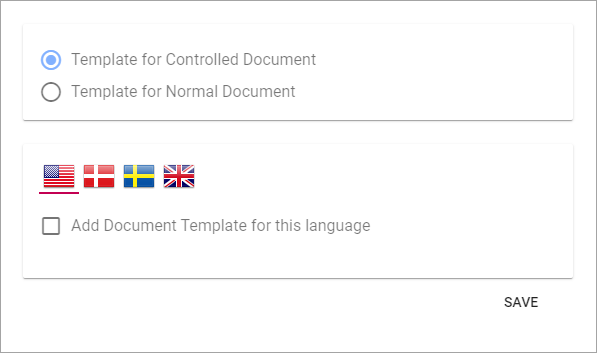 Template for Controlled Document
Template for Normal Document
Add Document Template for this language
SAVE